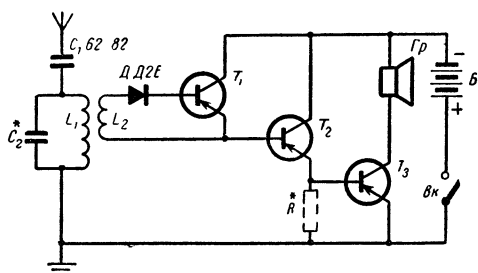 C₁ 62 82
Д Д2Е
T₁
Гр
−
Б
+
C₂*
L₁
L₂
T₂
T₃
R*
Вк